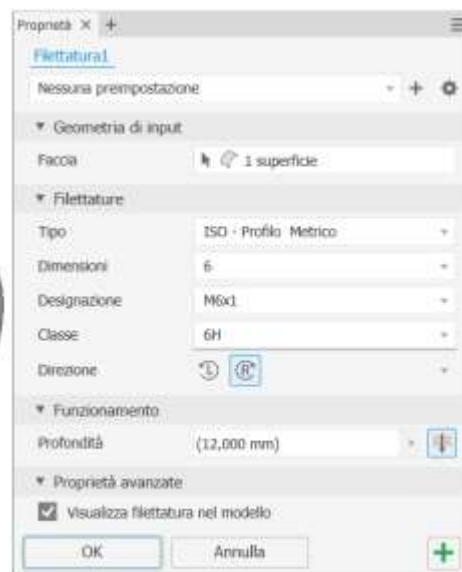 Proprietà × +
Filettatura1
Nessuna preimpostazione
Geometria di input
Faccia 1 superficie
Filettature
Tipo ISO - Profilo Metrico
Dimensioni 6
Designazione M6x1
Classe 6H
Direzione L R
Funzionamento
Profondità (12,000 mm)
Proprietà avanzate
Visualizza filettatura nel modello
OK Annulla